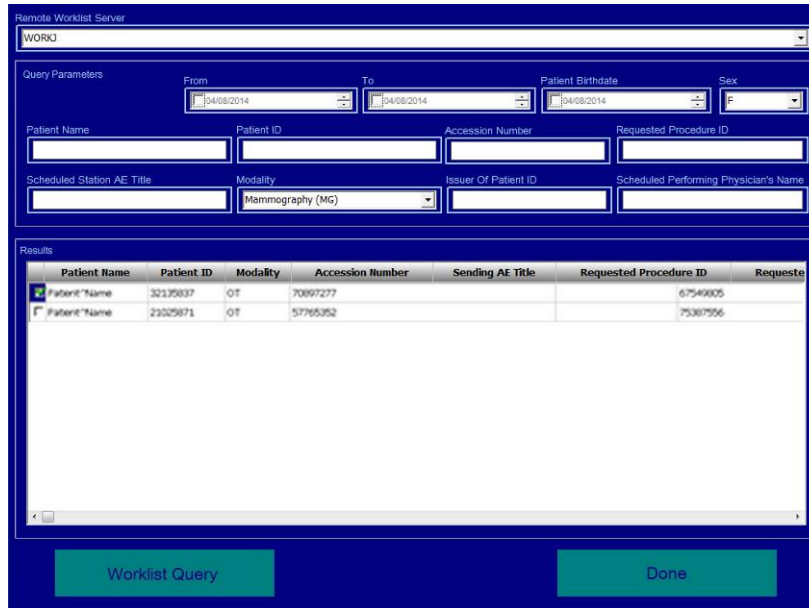 Remote Worklist Server
WORKJ
Query Parameters
From To Patient Birthdate Sex
04/08/2014 04/08/2014 04/08/2014 F
Patient Name Patient ID Accession Number Requested Procedure ID
Scheduled Station AE Title Modality Issuer Of Patient ID Scheduled Performing Physician's Name
Mammography (MG)
Results
Patient Name Patient ID Modality Accession Number Sending AE Title Requested Procedure ID Requeste
Patent^Name 32135837 OT 70897277 67549805
Patent^Name 21025871 OT 57765352 75387556
Worklist Query Done